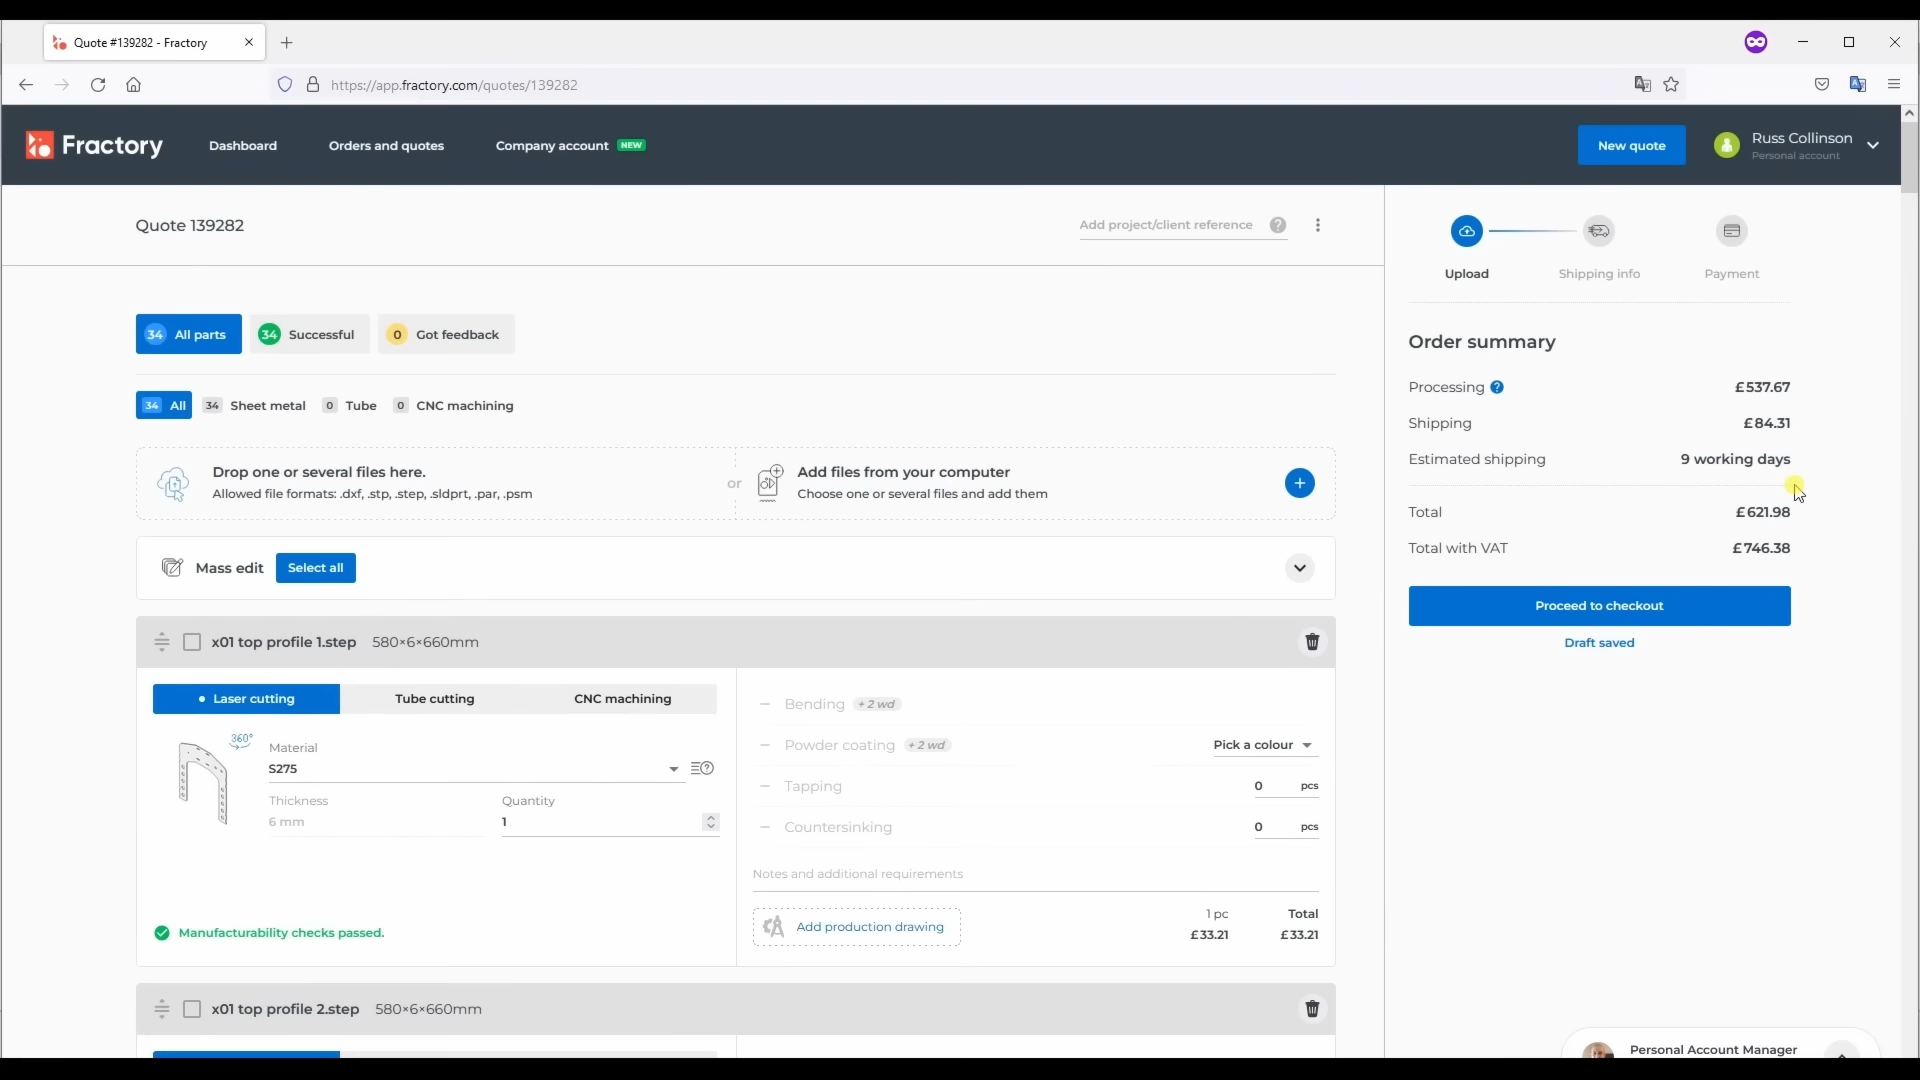 Quote #139282 - Fractory
https://app.fractory.com/quotes/139282
Fractory
Dashboard
Orders and quotes
Company account NEW
New quote
Russ Collinson
Personal account
Quote 139282
Add project/client reference
34 All parts
34 Successful
0 Got feedback
34 All
34 Sheet metal
0 Tube
0 CNC machining
Drop one or several files here.
Allowed file formats: .dxf, .stp, .step, .sldprt, .par, .psm
or
Add files from your computer
Choose one or several files and add them
Mass edit
Select all
x01 top profile 1.step 580×6×660mm
Laser cutting
Tube cutting
CNC machining
360°
Material
S275
Thickness
6 mm
Quantity
1
Manufacturability checks passed.
Bending + 2 wd
Powder coating + 2 wd
Pick a colour
Tapping 0 pcs
Countersinking 0 pcs
Notes and additional requirements
Add production drawing
1 pc
£33.21
Total
£33.21
x01 top profile 2.step 580×6×660mm
Upload
Shipping info
Payment
Order summary
Processing £537.67
Shipping £84.31
Estimated shipping 9 working days
Total £621.98
Total with VAT £746.38
Proceed to checkout
Draft saved
Personal Account Manager